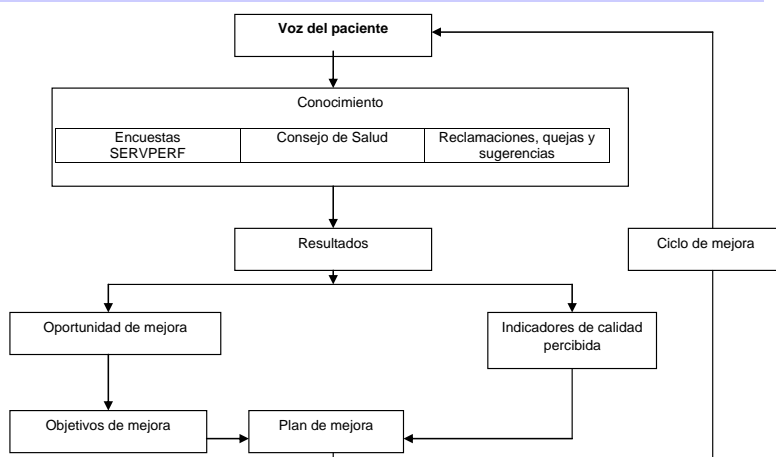 Voz del paciente
Conocimiento
Encuestas
SERVPERF
Consejo de Salud
Reclamaciones, quejas y
sugerencias
Resultados
Ciclo de mejora
Oportunidad de mejora
Indicadores de calidad
percibida
Objetivos de mejora
Plan de mejora